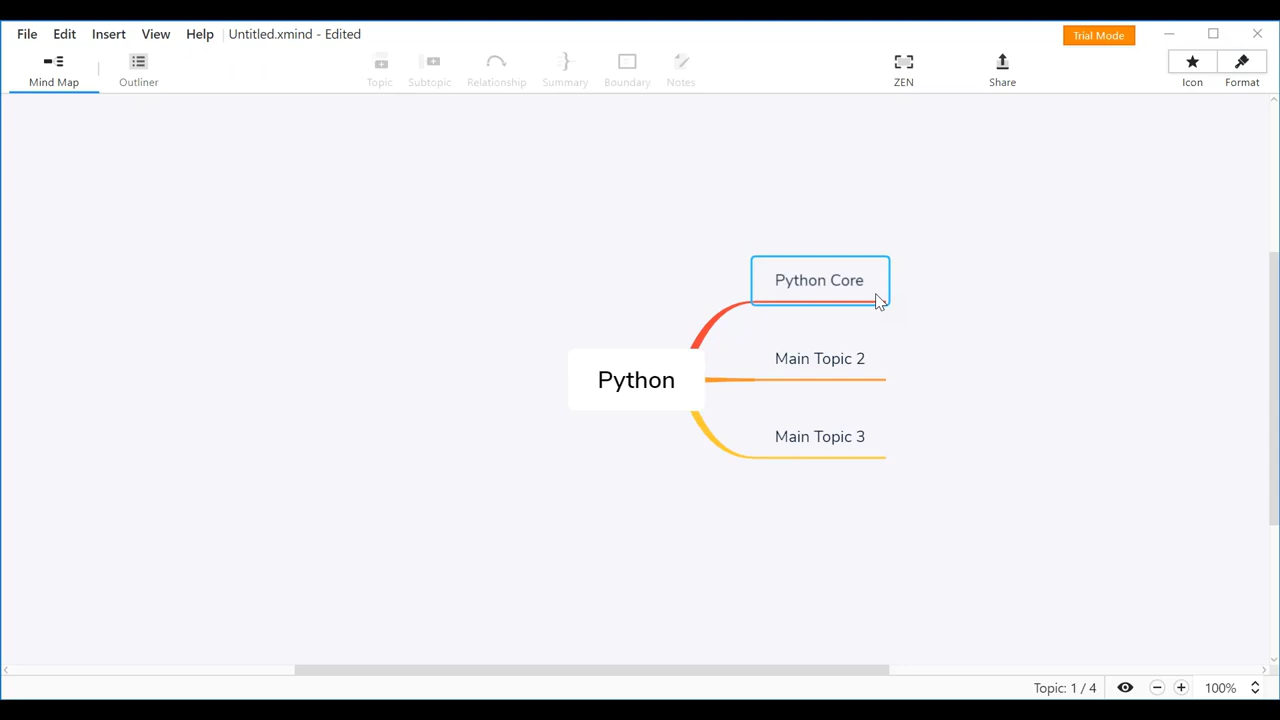 File Edit Insert View Help Untitled.xmind - Edited Trial Mode
Mind Map Outliner Topic Subtopic Relationship Summary Boundary Notes ZEN Share Icon Format
Python Core
Main Topic 2
Python
Main Topic 3
Topic: 1 / 4 100%